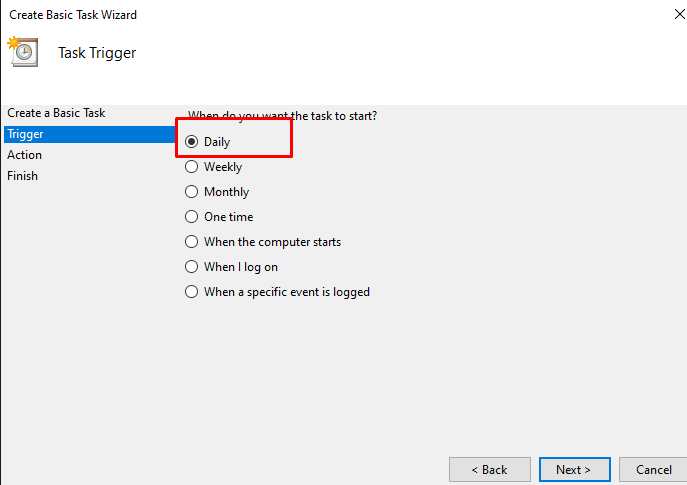 Create Basic Task Wizard
Task Trigger
Create a Basic Task
Trigger
Action
Finish
When do you want the task to start?
Daily
Weekly
Monthly
One time
When the computer starts
When I log on
When a specific event is logged
< Back
Next >
Cancel